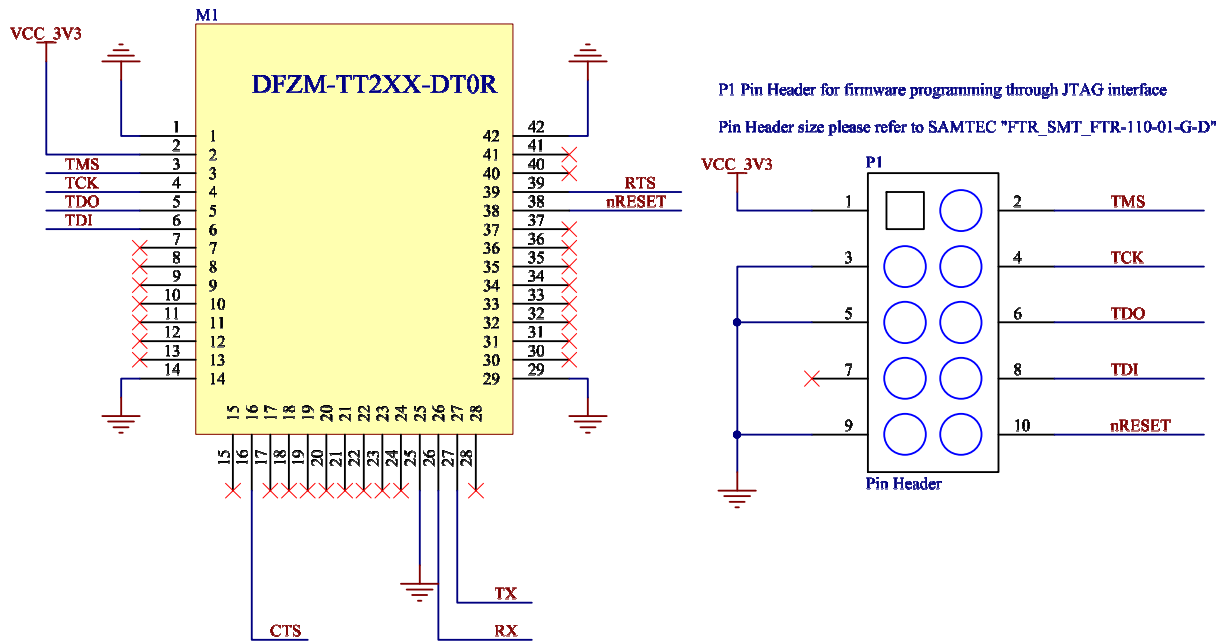 M1
VCC_3V3
DFZM-TT2XX-DT0R
1 1
2 2
TMS 3 3
TCK 4 4
TDO 5 5
TDI 6 6
7 7
8 8
9 9
10 10
11 11
12 12
13 13
14 14
42 42
41 41
40 40
39 39 RTS
38 38 nRESET
37 37
36 36
35 35
34 34
33 33
32 32
31 31
30 30
29 29
15 16 17 18 19 20 21 22 23 24 25 26 27 28
15 16 17 18 19 20 21 22 23 24 25 26 27 28
TX
CTS
RX
P1 Pin Header for firmware programming through JTAG interface
Pin Header size please refer to SAMTEC "FTR_SMT_FTR-110-01-G-D"
VCC_3V3
P1
1 2 TMS
3 4 TCK
5 6 TDO
7 8 TDI
9 10 nRESET
Pin Header